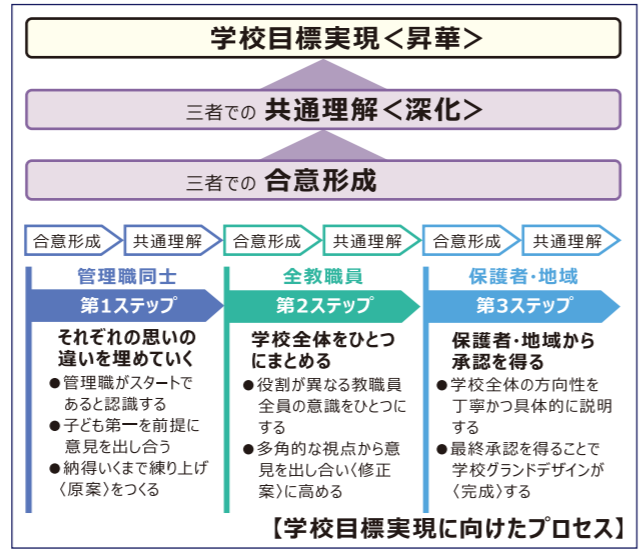 学校目標実現＜昇華＞
三者での 共通理解＜深化＞
三者での 合意形成
合意形成 共通理解 合意形成 共通理解 合意形成 共通理解
管理職同士
第1ステップ
それぞれの思いの
違いを埋めていく
●管理職がスタートで
あると認識する
●子ども第一を前提に
意見を出し合う
●納得いくまで練り上げ
〈原案〉をつくる
全教職員
第2ステップ
学校全体をひとつ
にまとめる
●役割が異なる教職員
全員の意識をひとつに
する
●多角的な視点から意
見を出し合い〈修正
案〉に高める
保護者・地域
第3ステップ
保護者・地域から
承認を得る
●学校全体の方向性を
丁寧かつ具体的に説明
する
●最終承認を得ることで
学校グランドデザインが
〈完成〉する
【学校目標実現に向けたプロセス】